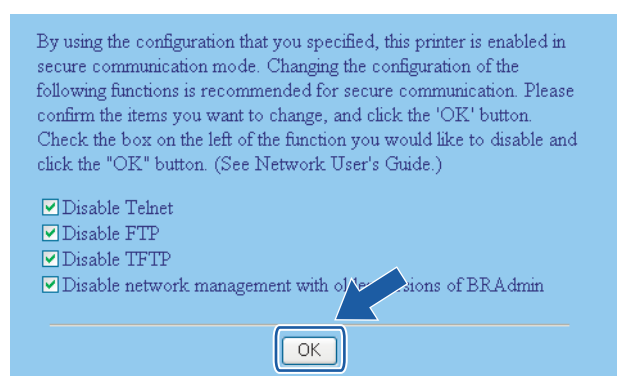 By using the configuration that you specified, this printer is enabled in
secure communication mode. Changing the configuration of the
following functions is recommended for secure communication. Please
confirm the items you want to change, and click the 'OK' button.
Check the box on the left of the function you would like to disable and
click the "OK" button. (See Network User's Guide.)
Disable Telnet
Disable FTP
Disable TFTP
Disable network management with older versions of BRAdmin
OK